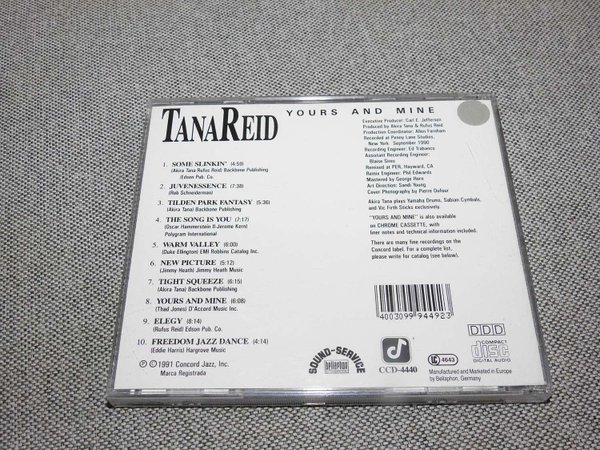 TANAREID
YOURS AND MINE
1. SOME SLINKIN' (4:59)
(Akira Tana Rufus Reid) Backbone Publishing
(Edson Pub. Co.
2. JUVENESSENCE (7:38)
(Rob Schneiderman)
3. TILDEN PARK FANTASY (5:36)
(Akira Tana) Backbone Publishing
4. THE SONG IS YOU (7:17)
(Oscar Hammerstein II-Jerome Kern)
Polygram International
5. WARM VALLEY (6:00)
(Duke Ellington) EMI Robbins Catalog Inc.
6. NEW PICTURE (5:12)
(Jimmy Heath) Jimmy Heath Music
7. TIGHT SQUEEZE (6:15)
(Akira Tana) Backbone Publishing
8. YOURS AND MINE (6:08)
(Thad Jones) D'Accord Music Inc.
9. ELEGY (8:14)
(Rufus Reid) Edson Pub. Co.
10. FREEDOM JAZZ DANCE (4:14)
(Eddie Harris) Hargrove Music
℗ © 1991 Concord Jazz, Inc.
Marca Registrada
Executive Producer: Carl E. Jefferson
Produced by Akira Tana & Rufus Reid
Production Coordinator: Allen Farnham
Recorded at Penny Lane Studios,
New York September 1990
Recording Engineer: Ed Trabanco
Assistant Recording Engineer:
Blaise Sires
Remixed at PER, Hayward, CA
Remix Engineer: Phil Edwards
Mastered by George Horn
Art Direction: Sandi Young
Cover Photography by Pierre Dufour
Akira Tana plays Yamaha Drums, Sabian Cymbals,
and Vic Firth Sticks exclusively.
"YOURS AND MINE" is also available
on CHROME CASSETTE, with
liner notes and technical information included.
There are many fine recordings on the
Concord label. For a complete list,
please write for catalog (see below).
4003099 944923
SOUND-SERVICE
bellaphon
CCD-4440
DDD
COMPACT
disc
DIGITAL AUDIO
LC 4643
Manufactured and Marketed in Europe
by Bellaphon, Germany